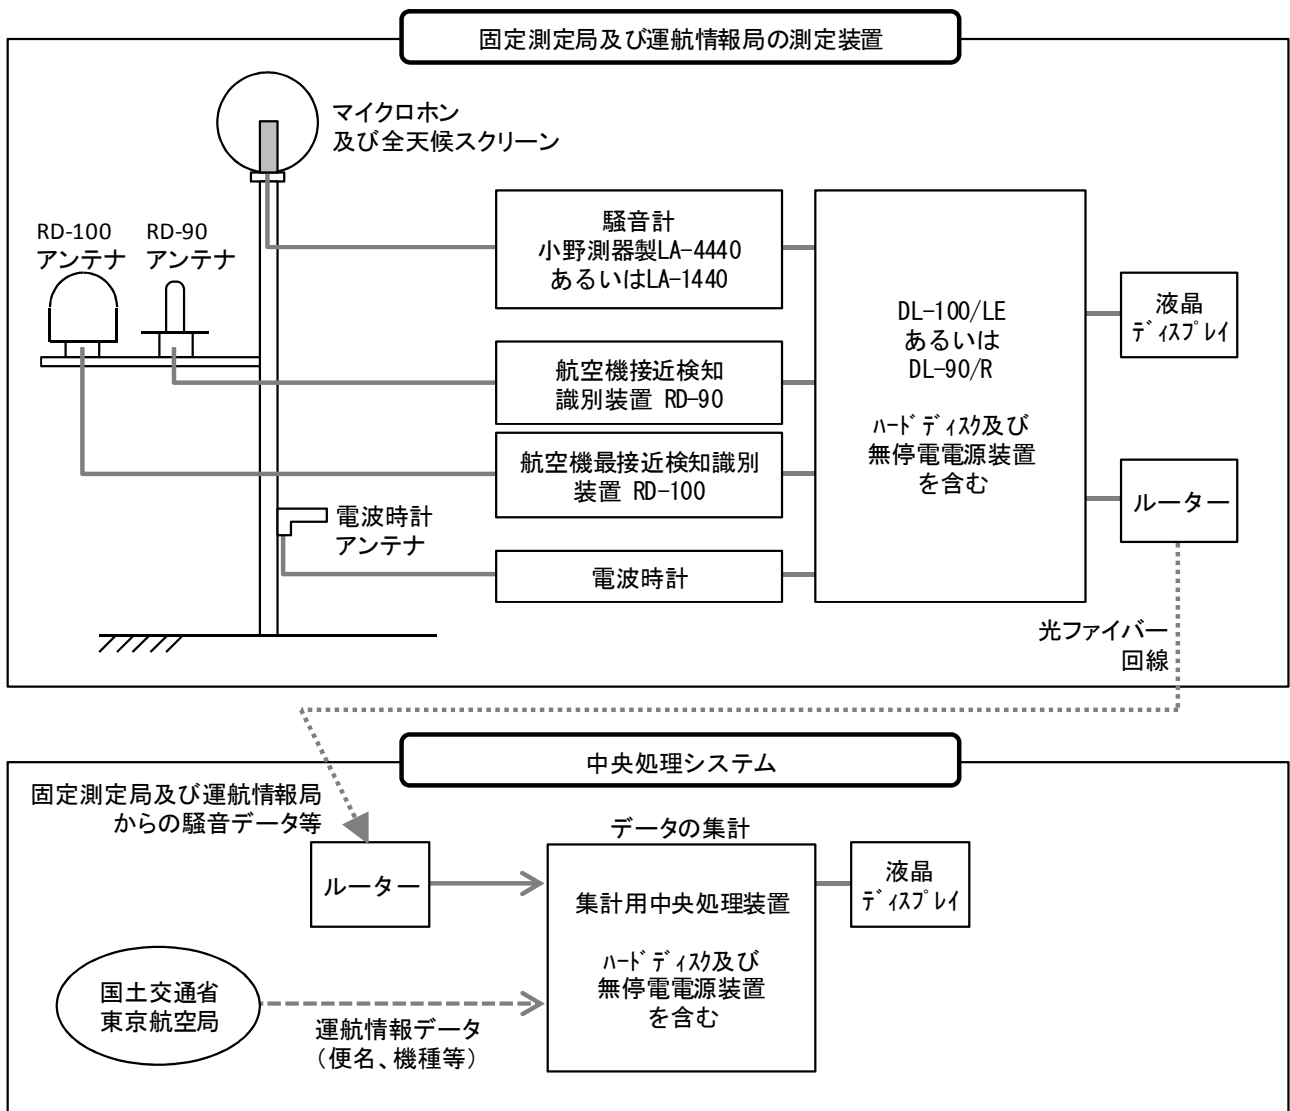 固定測定局及び運航情報局の測定装置
マイクロホン
及び全天候スクリーン
RD-100
アンテナ
RD-90
アンテナ
騒音計
小野測器製LA-4440
あるいはLA-1440
航空機接近検知
識別装置 RD-90
航空機最接近検知識別
装置 RD-100
電波時計
アンテナ
電波時計
DL-100/LE
あるいは
DL-90/R
ﾊｰﾄﾞﾃﾞｨｽｸ及び
無停電電源装置
を含む
液晶
ﾃﾞｨｽﾌﾟﾚｲ
ルーター
光ファイバー
回線
中央処理システム
固定測定局及び運航情報局
からの騒音データ等
ルーター
データの集計
集計用中央処理装置
ﾊｰﾄﾞﾃﾞｨｽｸ及び
無停電電源装置
を含む
液晶
ﾃﾞｨｽﾌﾟﾚｲ
国土交通省
東京航空局
運航情報データ
（便名、機種等）